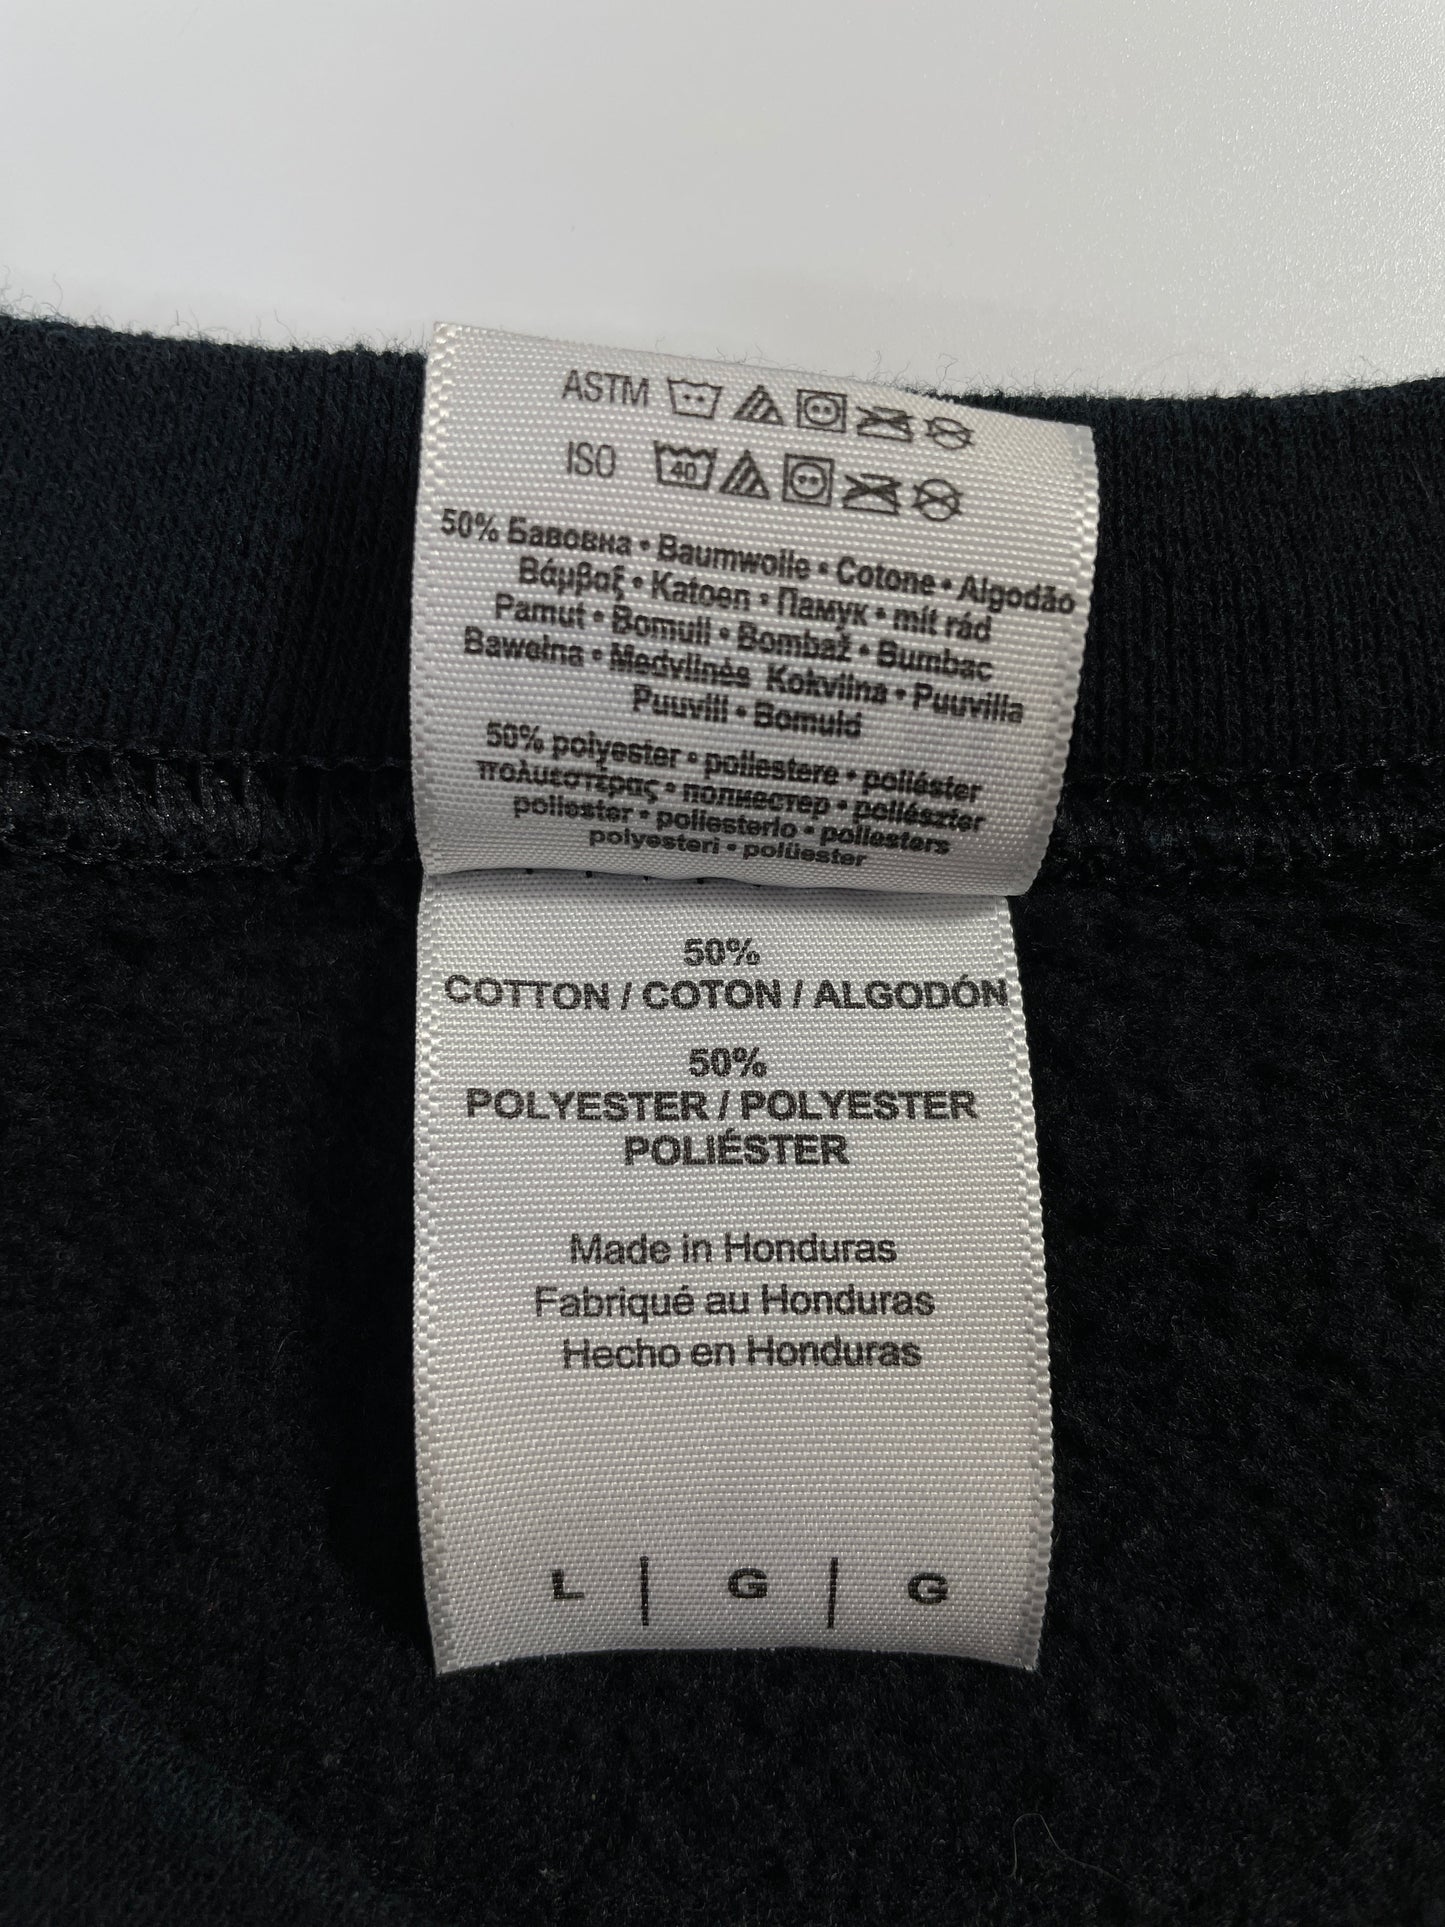 ASTM
ISO 40
50% Бавовна • Baumwolle • Cotone • Algodão
Βάμβαξ • Katoen • Памук • mít rád
Pamut • Bomull • Bombaž • Bumbac
Bawełna • Medvilnės Kokvilna • Puuvilla
Puuvill • Bomuld
50% polyester • poliestere • poliéster
πολυεστέρας • полиестер • poliészter
poliester • poliesterio • poliesters
polyesteri • polüester
50%
COTTON / COTON / ALGODÓN
50%
POLYESTER / POLYESTER
POLIÉSTER
Made in Honduras
Fabriqué au Honduras
Hecho en Honduras
L | G | G